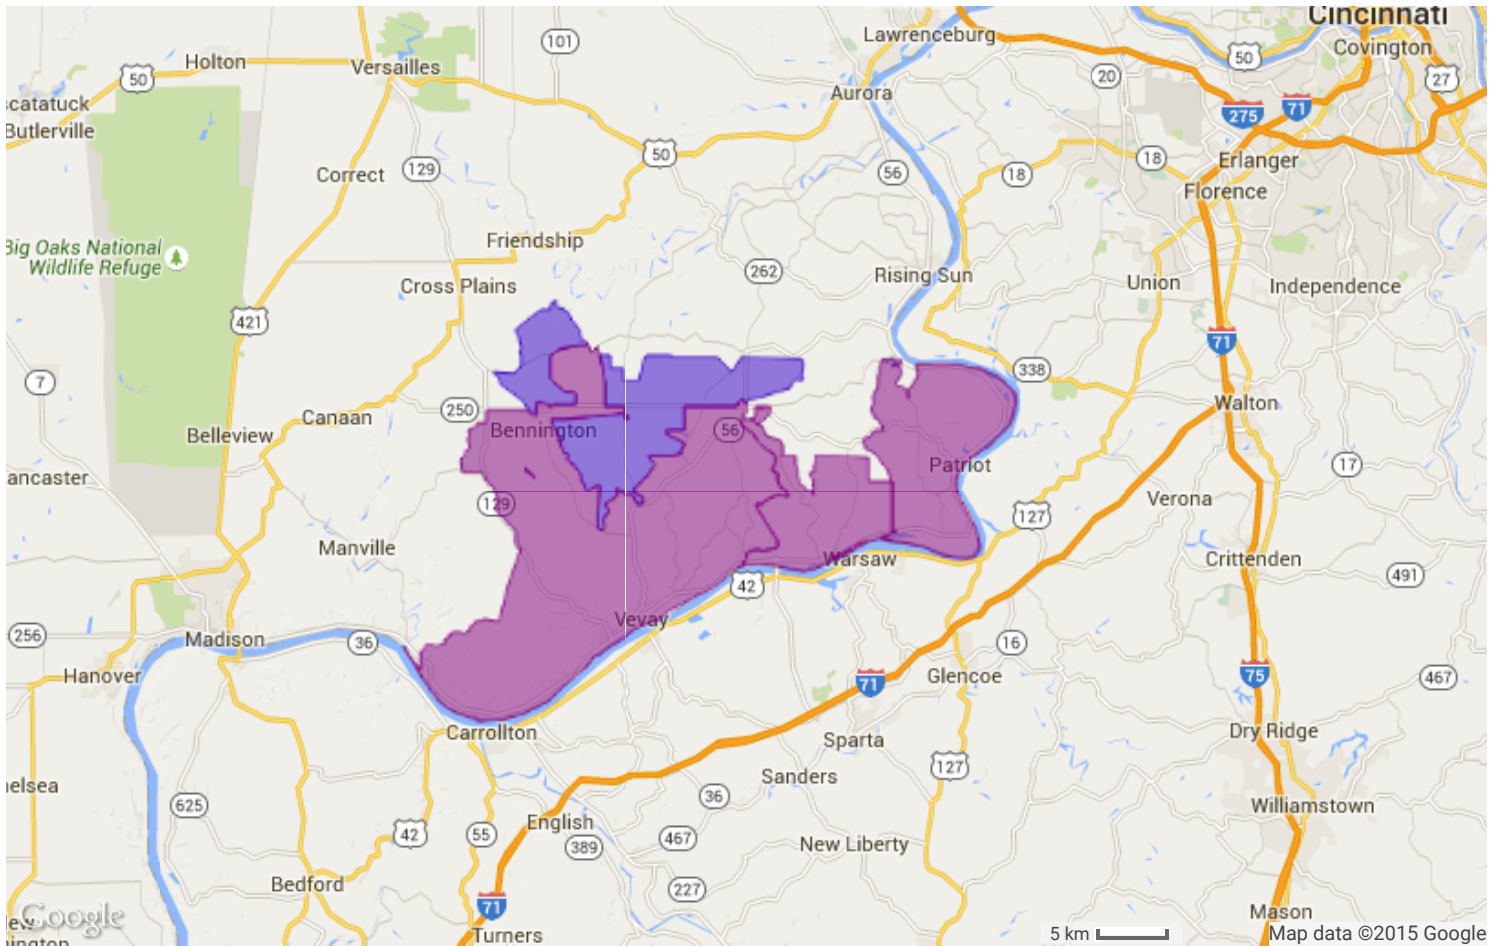 Cincinnati
Lawrenceburg
101
Covington
50
Holton
Versailles
50
20
27
Aurora
scatatuck
Butlerville
275
71
50
18
Erlanger
Correct
129
56
18
Florence
Big Oaks National
Wildlife Refuge
Friendship
262
Rising Sun
Union
Independence
Cross Plains
421
71
7
338
Walton
250
Canaan
Belleview
Bennington
56
Patriot
17
ancaster
129
Verona
127
Manville
Warsaw
Crittenden
42
491
Vevay
256
Madison
36
16
Hanover
71
Glencoe
75
467
Carrollton
Sparta
Dry Ridge
127
Sanders
elsea
625
36
Williamstown
English
42
55
467
389
New Liberty
Bedford
227
71
Google
Mason
Turners
5 km
Map data ©2015 Google
ington